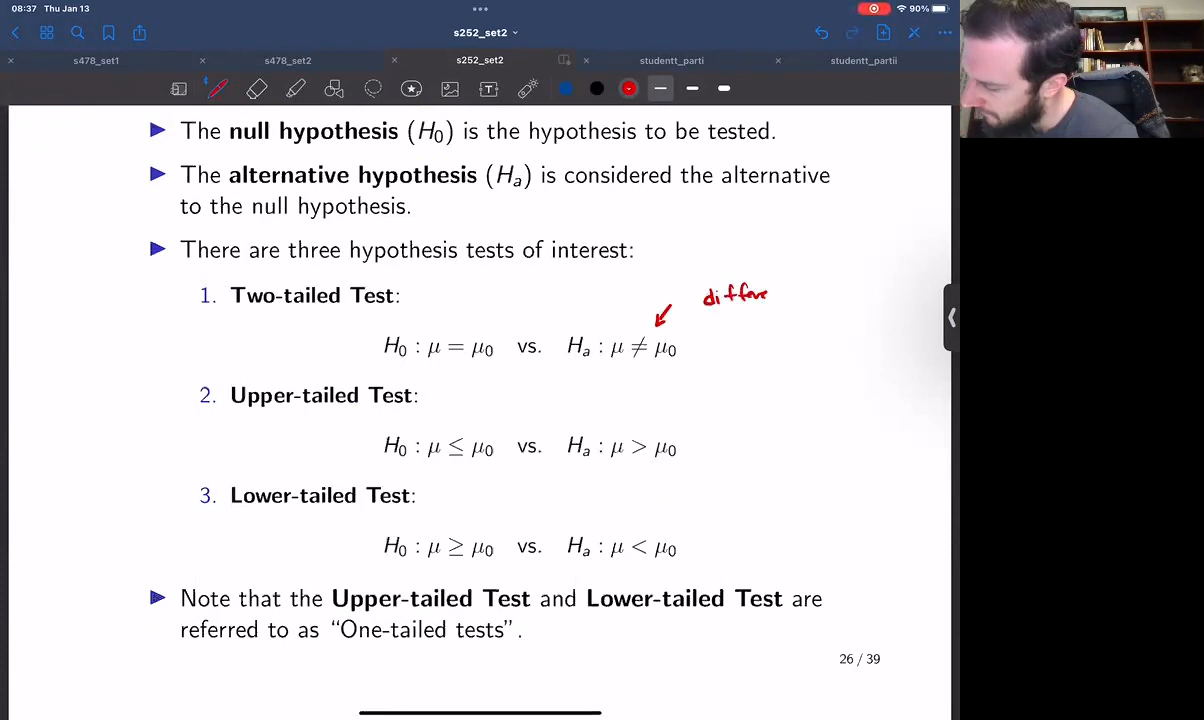 08:37 Thu Jan 13
90%
s252_set2
s478_set1
s478_set2
s252_set2
studentt_parti
studentt_partii
The null hypothesis (H₀) is the hypothesis to be tested.
The alternative hypothesis (Hₐ) is considered the alternative
to the null hypothesis.
There are three hypothesis tests of interest:
1. Two-tailed Test:
differe
H₀ : μ = μ₀ vs. Hₐ : μ ≠ μ₀
2. Upper-tailed Test:
H₀ : μ ≤ μ₀ vs. Hₐ : μ > μ₀
3. Lower-tailed Test:
H₀ : μ ≥ μ₀ vs. Hₐ : μ < μ₀
Note that the Upper-tailed Test and Lower-tailed Test are
referred to as “One-tailed tests”.
26 / 39